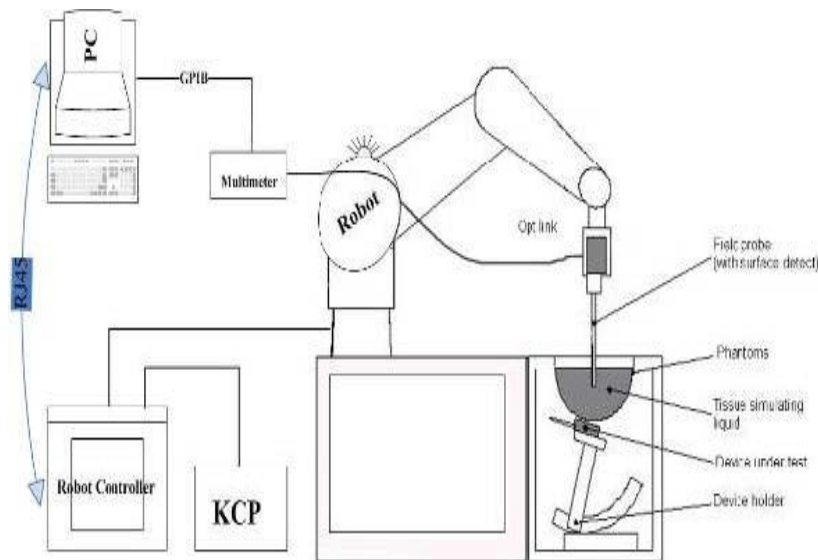 PC
GPIB
Multimeter
Robot
Opt link
Field probe
(with surface detect)
RJ45
Phantoms
Tissue simulating
liquid
Device under test
Robot Controller
KCP
Device holder